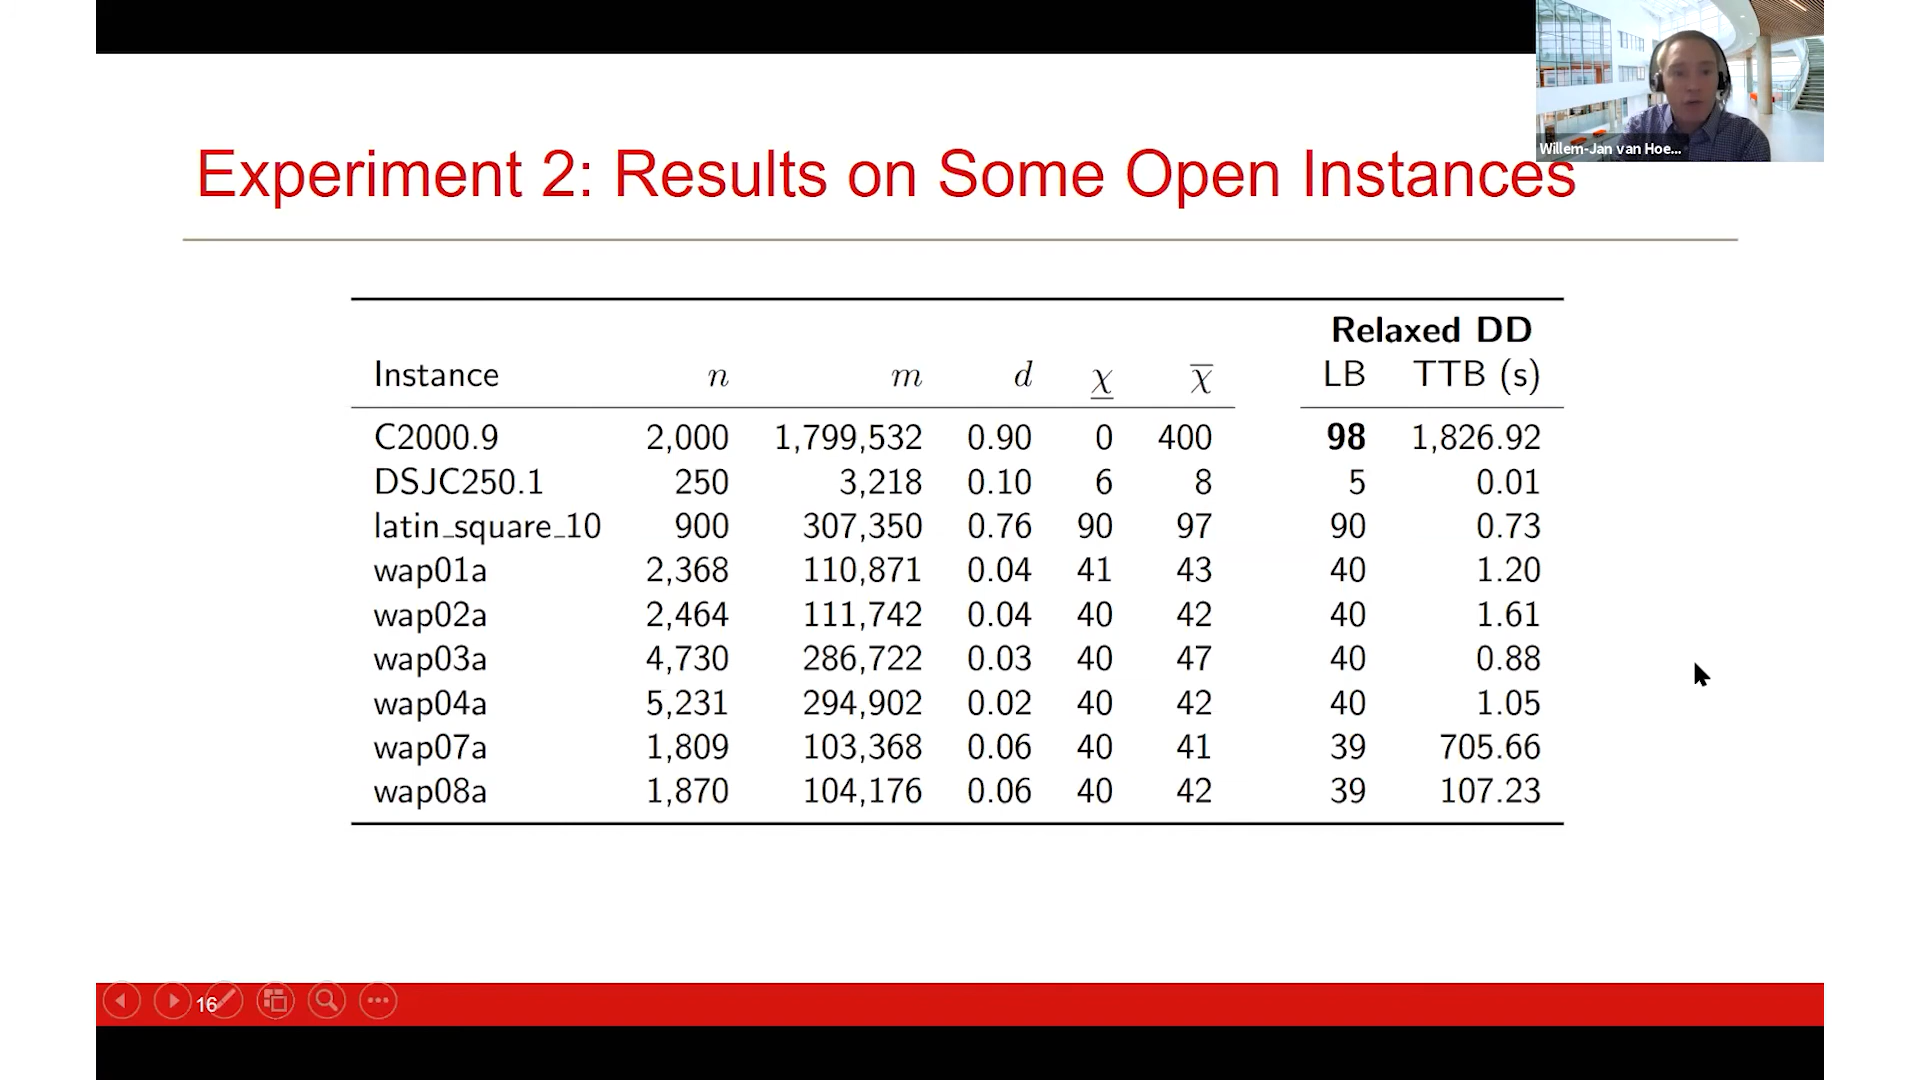 Willem-Jan van Hoe...
Experiment 2: Results on Some Open Instances
Relaxed DD
Instance n m d χ χ̅ LB TTB (s)
C2000.9 2,000 1,799,532 0.90 0 400 98 1,826.92
DSJC250.1 250 3,218 0.10 6 8 5 0.01
latin_square_10 900 307,350 0.76 90 97 90 0.73
wap01a 2,368 110,871 0.04 41 43 40 1.20
wap02a 2,464 111,742 0.04 40 42 40 1.61
wap03a 4,730 286,722 0.03 40 47 40 0.88
wap04a 5,231 294,902 0.02 40 42 40 1.05
wap07a 1,809 103,368 0.06 40 41 39 705.66
wap08a 1,870 104,176 0.06 40 42 39 107.23
16